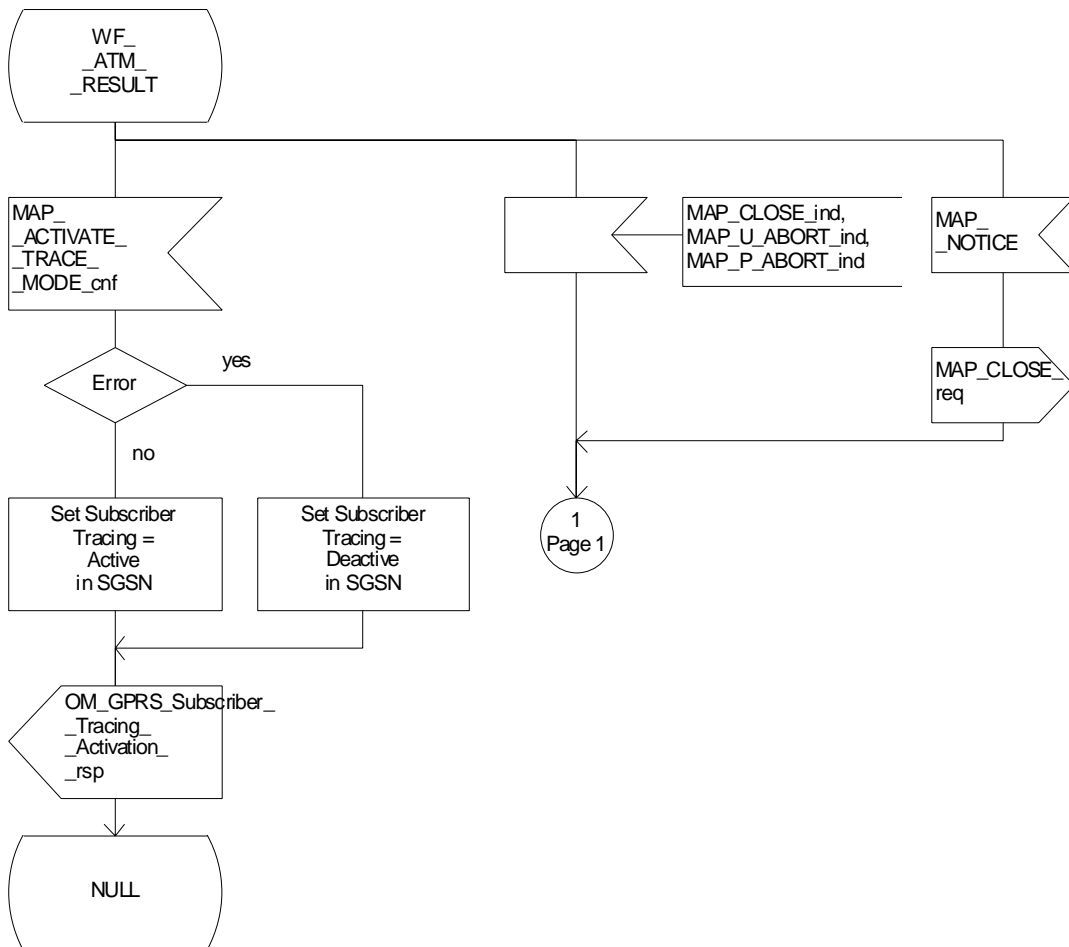 WF_
_ATM_
_RESULT
MAP_
_ACTIVATE_
_TRACE_
_MODE_cnf
MAP_CLOSE_ind,
MAP_U_ABORT_ind,
MAP_P_ABORT_ind
MAP_
_NOTICE
Error
yes
no
MAP_CLOSE_
req
Set Subscriber
Tracing =
Active
in SGSN
Set Subscriber
Tracing =
Deactive
in SGSN
1
Page 1
OM_GPRS_Subscriber_
_Tracing_
_Activation_
_rsp
NULL